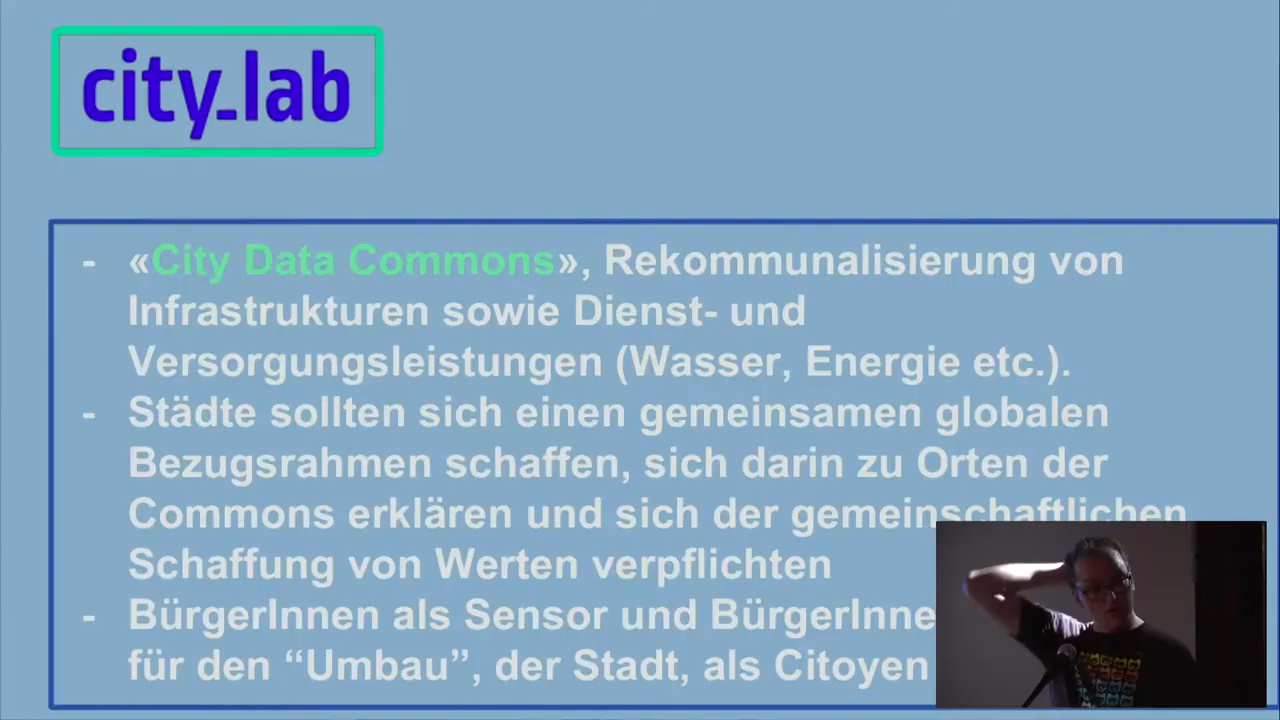 city_lab
- «City Data Commons», Rekommunalisierung von
Infrastrukturen sowie Dienst- und
Versorgungsleistungen (Wasser, Energie etc.).
- Städte sollten sich einen gemeinsamen globalen
Bezugsrahmen schaffen, sich darin zu Orten der
Commons erklären und sich der gemeinschaftlichen
Schaffung von Werten verpflichten
- BürgerInnen als Sensor und BürgerInne
für den “Umbau”, der Stadt, als Citoyen